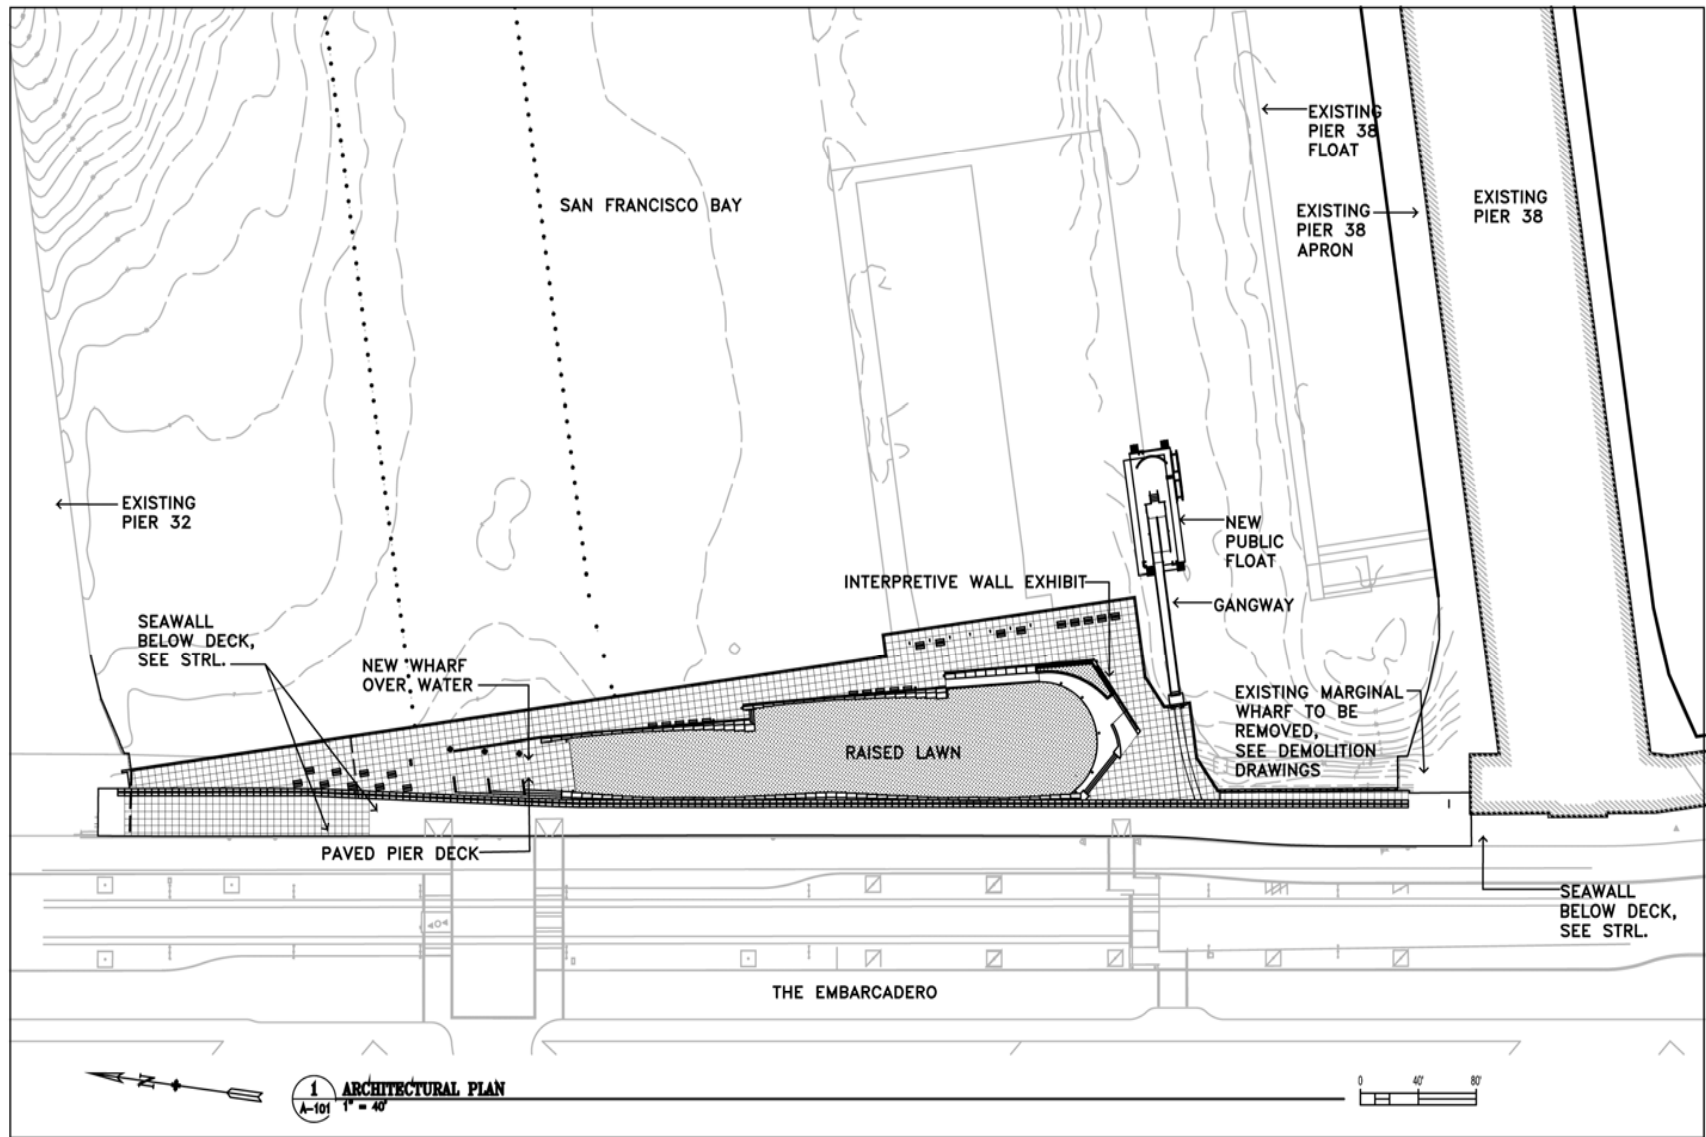 EXISTING
PIER 38
FLOAT
SAN FRANCISCO BAY
EXISTING
PIER 38
APRON
EXISTING
PIER 38
EXISTING
PIER 32
NEW
PUBLIC
FLOAT
INTERPRETIVE WALL EXHIBIT
GANGWAY
SEAWALL
BELOW DECK,
SEE STRL.
NEW WHARF
OVER WATER
EXISTING MARGINAL
WHARF TO BE
REMOVED,
SEE DEMOLITION
DRAWINGS
RAISED LAWN
PAVED PIER DECK
SEAWALL
BELOW DECK,
SEE STRL.
THE EMBARCADERO
N
1
A-101
ARCHITECTURAL PLAN
1" = 40'
0 40' 80'